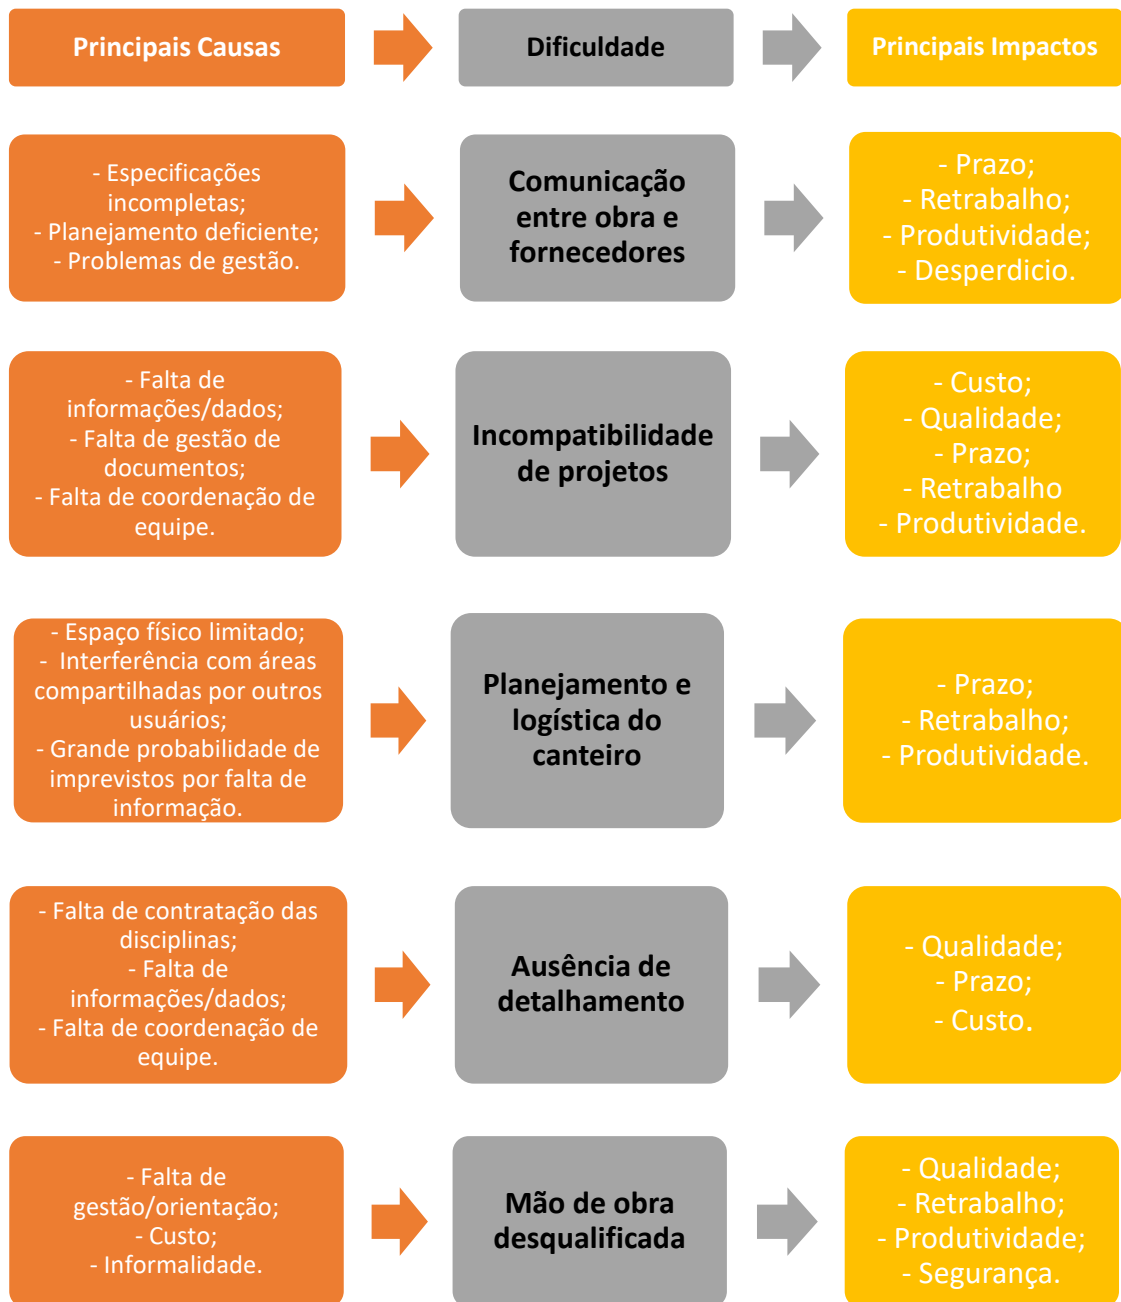 Principais Causas
Dificuldade
Principais Impactos
- Especificações
incompletas;
- Planejamento deficiente;
- Problemas de gestão.
Comunicação
entre obra e
fornecedores
- Prazo;
- Retrabalho;
- Produtividade;
- Desperdicio.
- Falta de
informações/dados;
- Falta de gestão de
documentos;
- Falta de coordenação de
equipe.
Incompatibilidade
de projetos
- Custo;
- Qualidade;
- Prazo;
- Retrabalho
- Produtividade.
- Espaço físico limitado;
- Interferência com áreas
compartilhadas por outros
usuários;
- Grande probabilidade de
imprevistos por falta de
informação.
Planejamento e
logística do
canteiro
- Prazo;
- Retrabalho;
- Produtividade.
- Falta de contratação das
disciplinas;
- Falta de
informações/dados;
- Falta de coordenação de
equipe.
Ausência de
detalhamento
- Qualidade;
- Prazo;
- Custo.
- Falta de
gestão/orientação;
- Custo;
- Informalidade.
Mão de obra
desqualificada
- Qualidade;
- Retrabalho;
- Produtividade;
- Segurança.